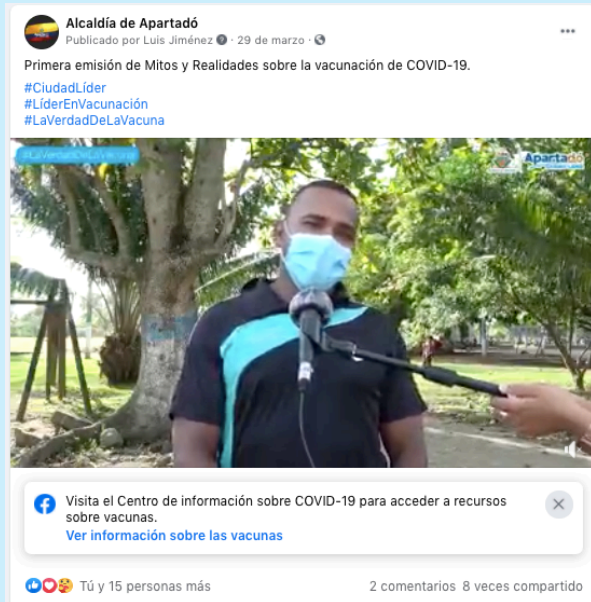 Alcaldía de Apartadó
Publicado por Luis Jiménez · 29 de marzo ·
Primera emisión de Mitos y Realidades sobre la vacunación de COVID-19.
#CiudadLíder
#LíderEnVacunación
#LaVerdadDeLaVacuna
#LaVerdadDeLaVacuna
Apartadó
Visita el Centro de información sobre COVID-19 para acceder a recursos
sobre vacunas.
Ver información sobre las vacunas
Tú y 15 personas más 2 comentarios 8 veces compartido